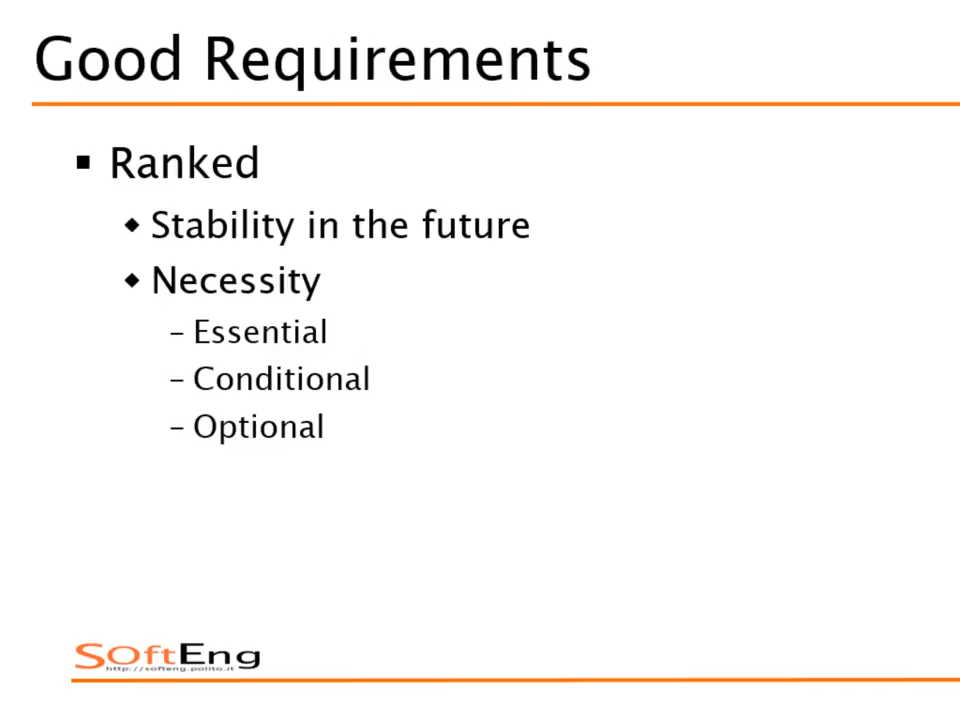 Good Requirements
▪ Ranked
◆ Stability in the future
◆ Necessity
– Essential
– Conditional
– Optional
SOftEng
http://softeng.polito.it